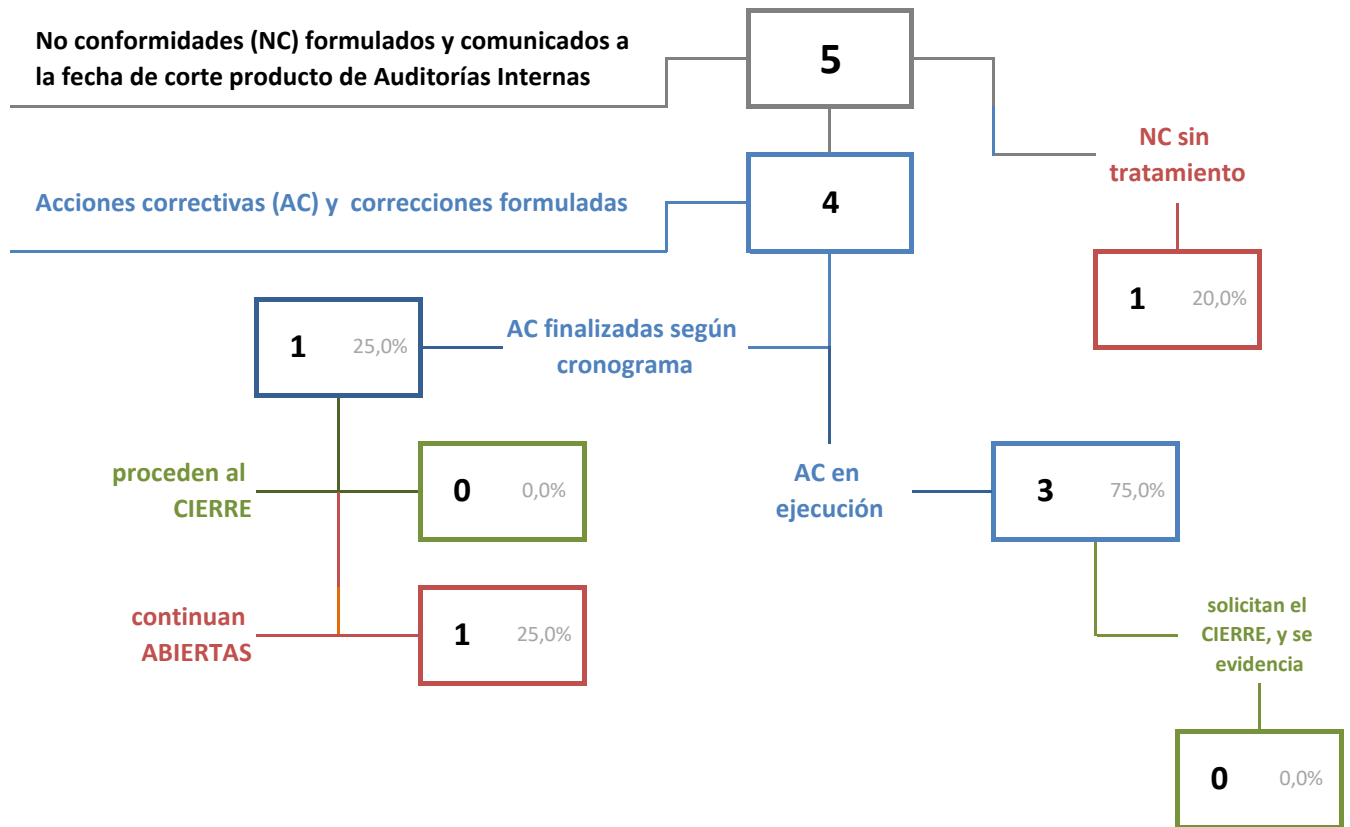 No conformidades (NC) formulados y comunicados a
la fecha de corte producto de Auditorías Internas
5
NC sin
tratamiento
Acciones correctivas (AC) y  correcciones formuladas
4
1 20,0%
1 25,0%
AC finalizadas según
cronograma
proceden al
CIERRE
0 0,0%
AC en
ejecución
3 75,0%
continuan
ABIERTAS
1 25,0%
solicitan el
CIERRE, y se
evidencia
0 0,0%